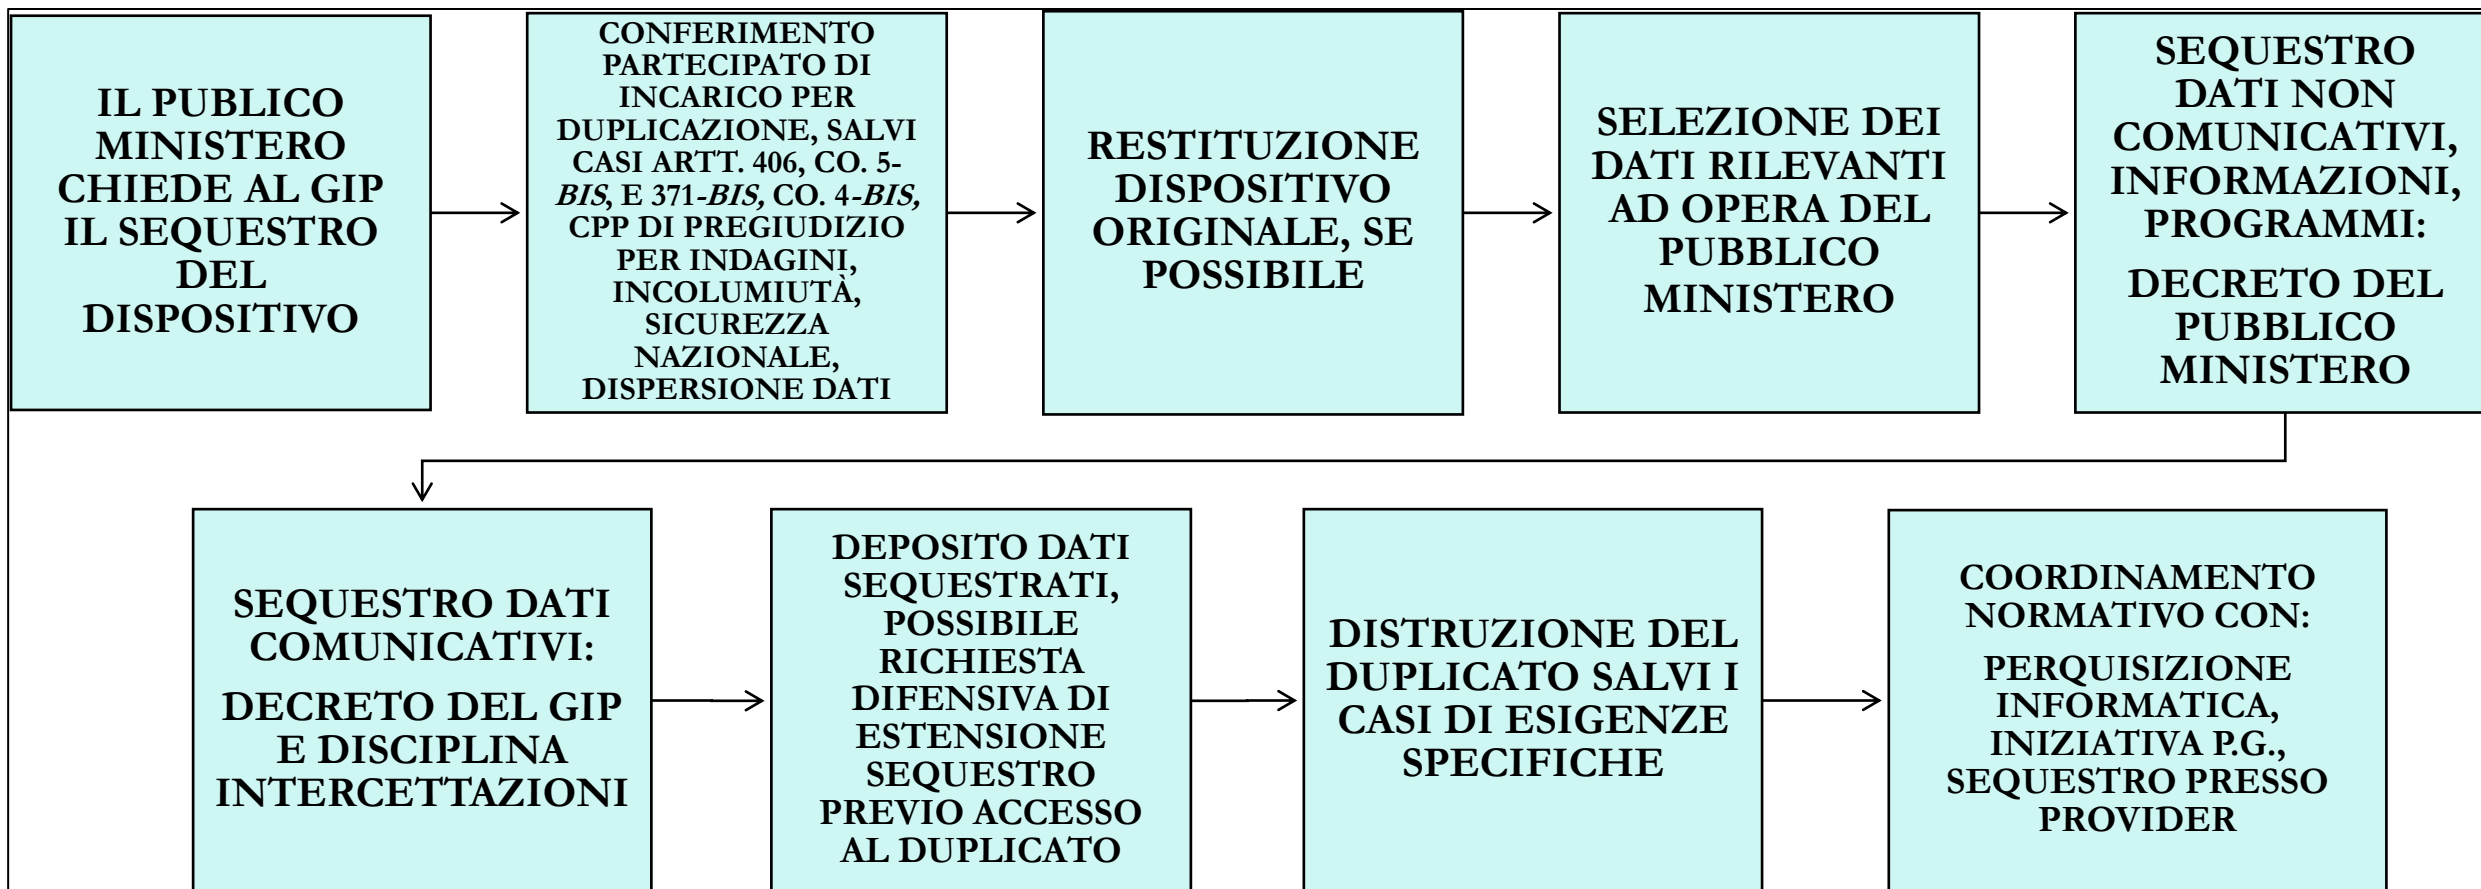 IL PUBLICO
MINISTERO
CHIEDE AL GIP
IL SEQUESTRO
DEL
DISPOSITIVO
CONFERIMENTO
PARTECIPATO DI
INCARICO PER
DUPLICAZIONE, SALVI
CASI ARTT. 406, CO. 5-
BIS, E 371-BIS, CO. 4-BIS,
CPP DI PREGIUDIZIO
PER INDAGINI,
INCOLUMIUTÀ,
SICUREZZA
NAZIONALE,
DISPERSIONE DATI
RESTITUZIONE
DISPOSITIVO
ORIGINALE, SE
POSSIBILE
SELEZIONE DEI
DATI RILEVANTI
AD OPERA DEL
PUBBLICO
MINISTERO
SEQUESTRO
DATI NON
COMUNICATIVI,
INFORMAZIONI,
PROGRAMMI:
DECRETO DEL
PUBBLICO
MINISTERO
SEQUESTRO DATI
COMUNICATIVI:
DECRETO DEL GIP
E DISCIPLINA
INTERCETTAZIONI
DEPOSITO DATI
SEQUESTRATI,
POSSIBILE
RICHIESTA
DIFENSIVA DI
ESTENSIONE
SEQUESTRO
PREVIO ACCESSO
AL DUPLICATO
DISTRUZIONE DEL
DUPLICATO SALVI I
CASI DI ESIGENZE
SPECIFICHE
COORDINAMENTO
NORMATIVO CON:
PERQUISIZIONE
INFORMATICA,
INIZIATIVA P.G.,
SEQUESTRO PRESSO
PROVIDER